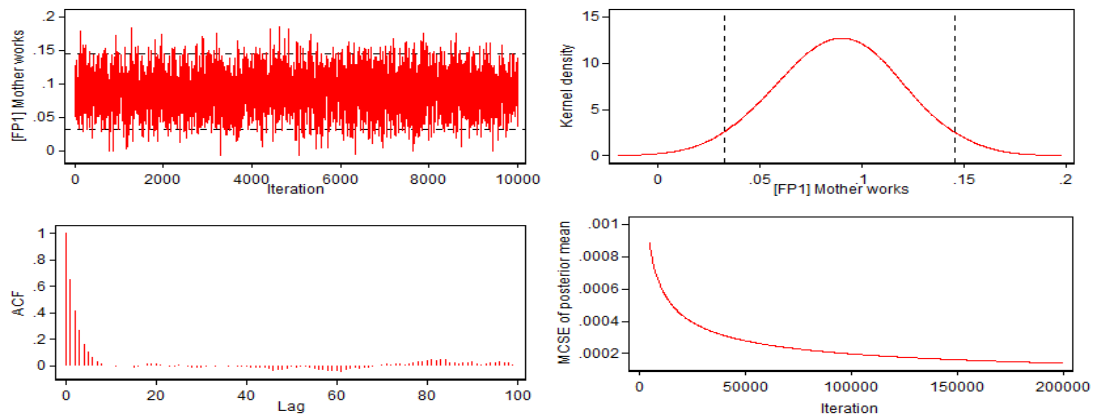 [FP1] Mother works
.2
.15
.1
.05
0
0 2000 4000 6000 8000 10000
Iteration
Kernel density
15
10
5
0
0 .05 .1 .15 .2
[FP1] Mother works
ACF
1
.8
.6
.4
.2
0
0 20 40 60 80 100
Lag
MCSE of posterior mean
.001
.0008
.0006
.0004
.0002
0 50000 100000 150000 200000
Iteration